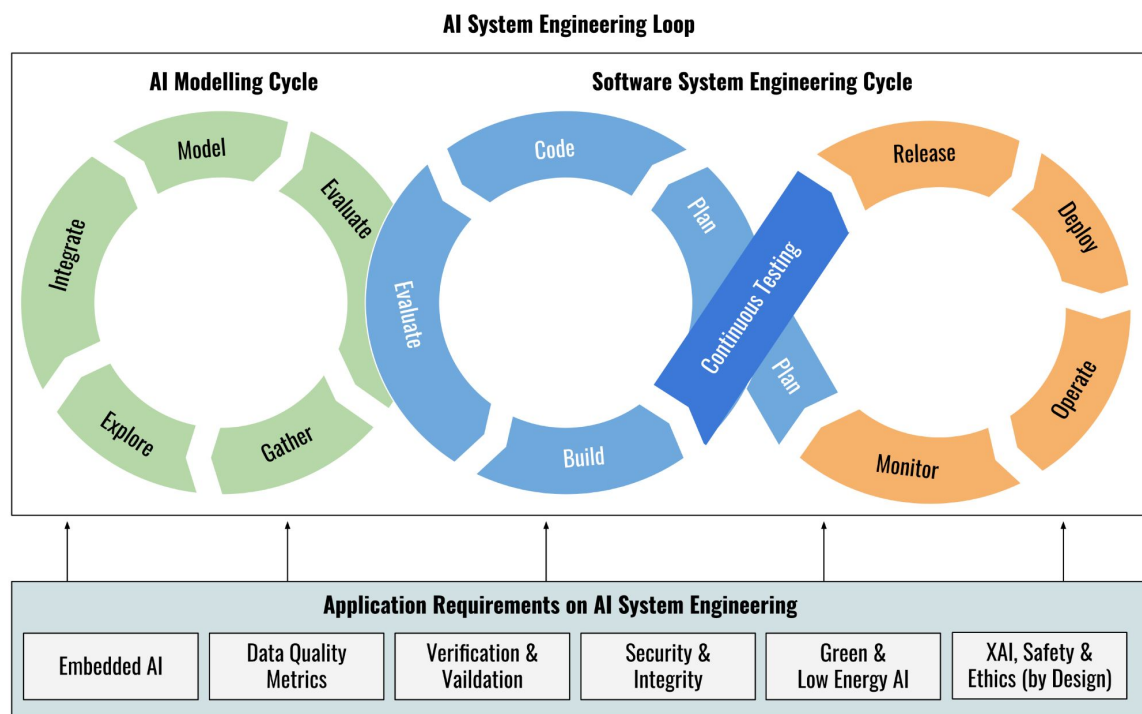 AI System Engineering Loop
AI Modelling Cycle
Software System Engineering Cycle
Model
Evaluate
Integrate
Explore
Gather
Code
Plan
Evaluate
Build
Continuous Testing
Plan
Release
Deploy
Operate
Monitor
Application Requirements on AI System Engineering
Embedded AI
Data Quality
Metrics
Verification &
Vaildation
Security &
Integrity
Green &
Low Energy AI
XAI, Safety &
Ethics (by Design)